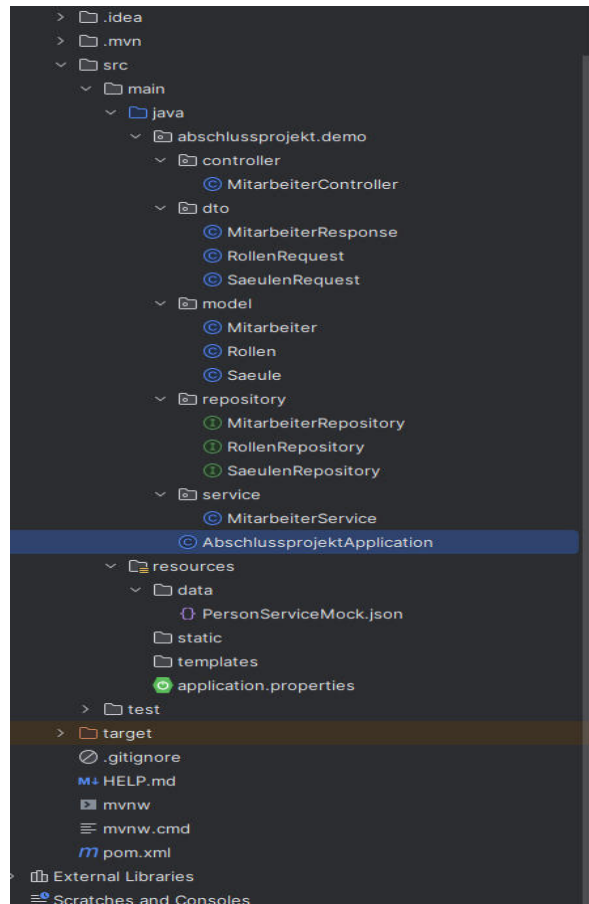 .idea
.mvn
src
main
java
abschlussprojekt.demo
controller
MitarbeiterController
dto
MitarbeiterResponse
RollenRequest
SaeulenRequest
model
Mitarbeiter
Rollen
Saeule
repository
MitarbeiterRepository
RollenRepository
SaeulenRepository
service
MitarbeiterService
AbschlussprojektApplication
resources
data
PersonServiceMock.json
static
templates
application.properties
test
target
.gitignore
M↓ HELP.md
mvnw
mvnw.cmd
m pom.xml
External Libraries
Scratches and Consoles